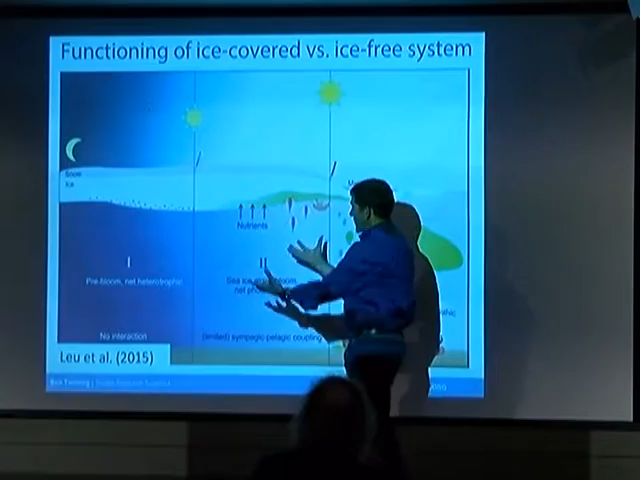 Functioning of ice-covered vs. ice-free system
Snow
Ice
Nutrients
I
II
Pre-bloom, net heterotrophic
No interaction
(limited) sympagic pelagic coupling
Leu et al. (2015)